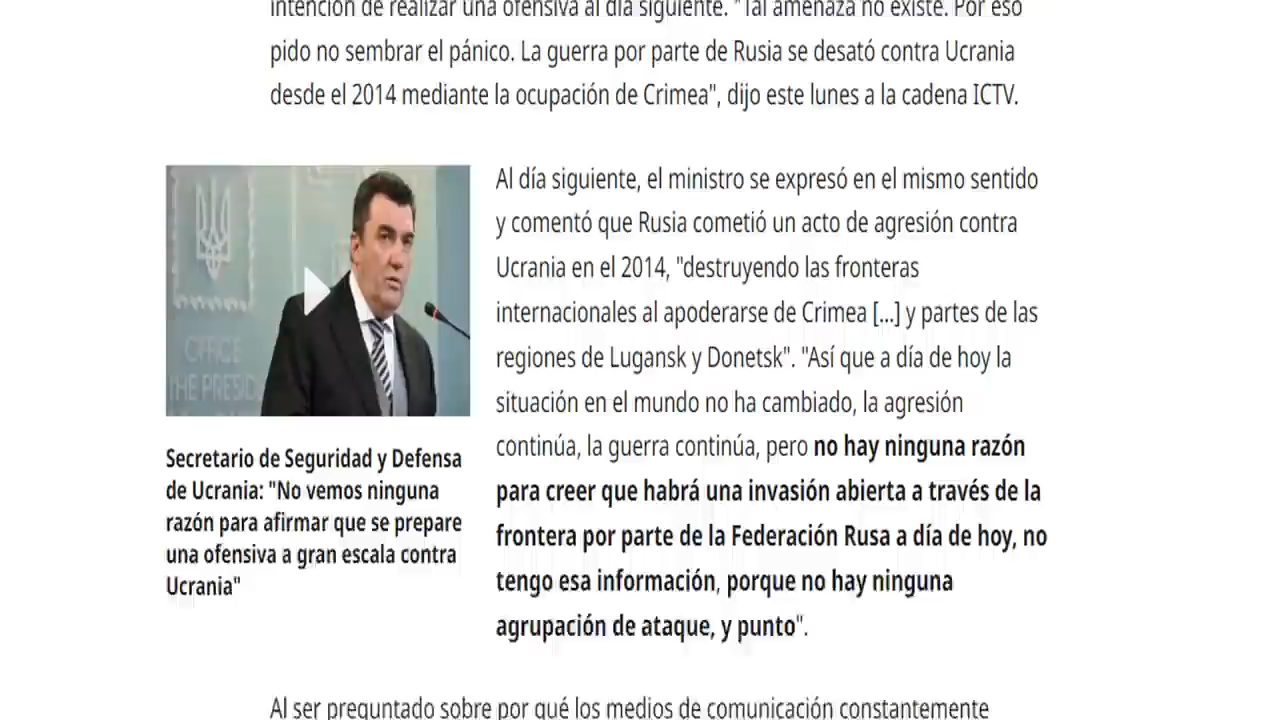 intención de realizar una ofensiva al día siguiente. "Tal amenaza no existe. Por eso
pido no sembrar el pánico. La guerra por parte de Rusia se desató contra Ucrania
desde el 2014 mediante la ocupación de Crimea", dijo este lunes a la cadena ICTV.
OFFICE
THE PRESID
Secretario de Seguridad y Defensa
de Ucrania: "No vemos ninguna
razón para afirmar que se prepare
una ofensiva a gran escala contra
Ucrania"
Al día siguiente, el ministro se expresó en el mismo sentido
y comentó que Rusia cometió un acto de agresión contra
Ucrania en el 2014, "destruyendo las fronteras
internacionales al apoderarse de Crimea [...] y partes de las
regiones de Lugansk y Donetsk". "Así que a día de hoy la
situación en el mundo no ha cambiado, la agresión
continúa, la guerra continúa, pero no hay ninguna razón
para creer que habrá una invasión abierta a través de la
frontera por parte de la Federación Rusa a día de hoy, no
tengo esa información, porque no hay ninguna
agrupación de ataque, y punto".
Al ser preguntado sobre por qué los medios de comunicación constantemente